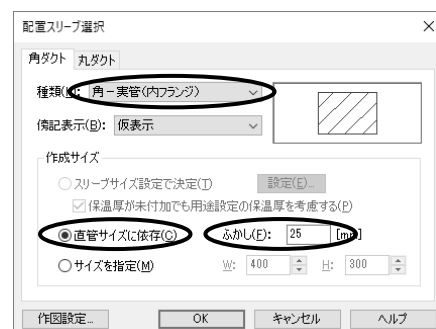 配置スリーブ選択
角ダクト 丸ダクト
種類(K): 角－実管(内フランジ)
傍記表示(B): 仮表示
作成サイズ
スリーブサイズ設定で決定(T) 設定(E)...
保温厚が未付加でも用途設定の保温厚を考慮する(P)
直管サイズに依存(C) ふかし(F): 25 [mm]
サイズを指定(M) W: 400 H: 300
作図設定... OK キャンセル ヘルプ